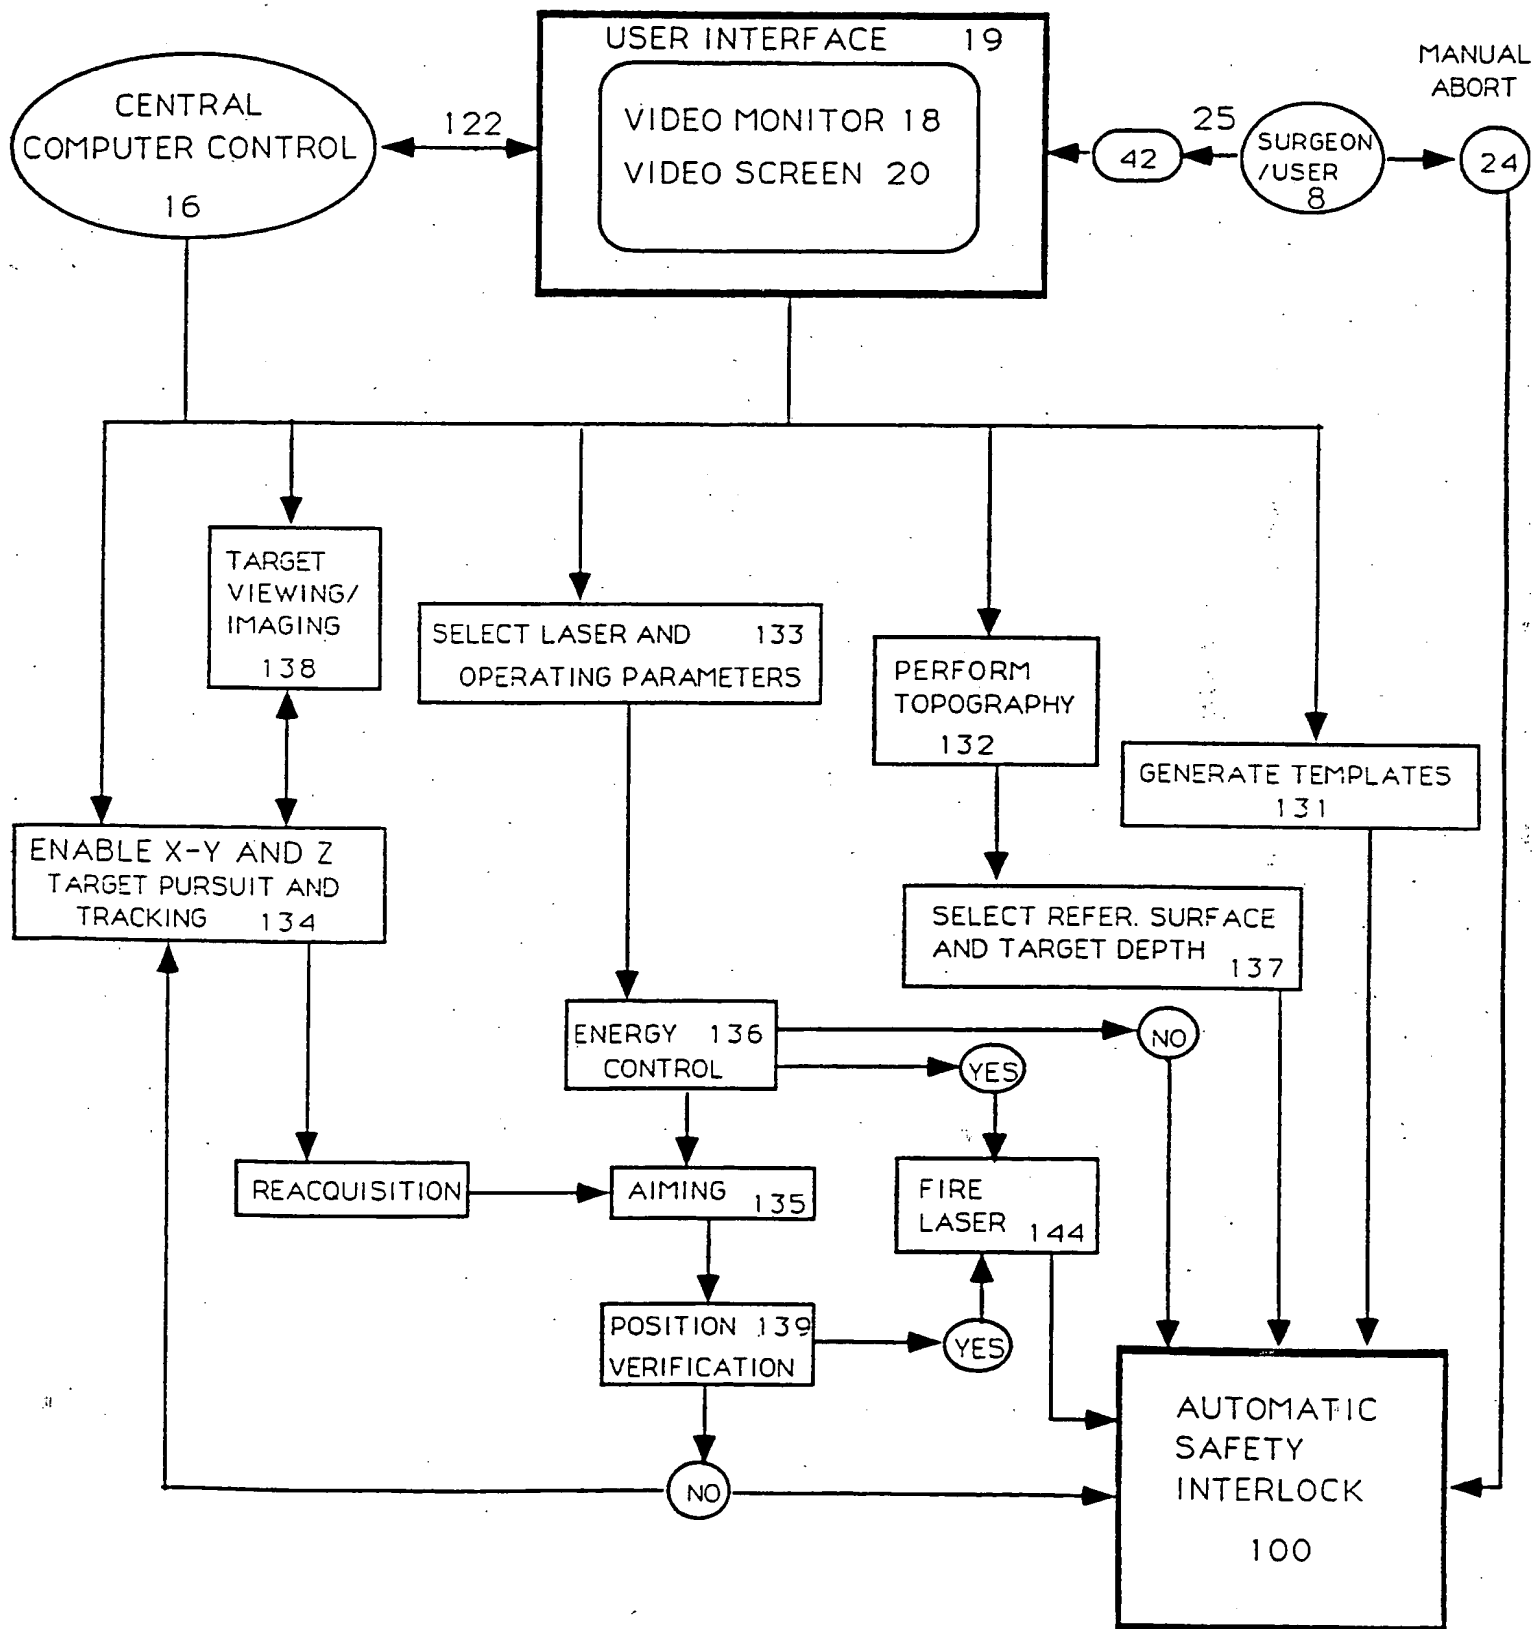 USER INTERFACE 19
MANUAL
ABORT
CENTRAL
COMPUTER CONTROL
16
122
VIDEO MONITOR 18
VIDEO SCREEN 20
42
25
SURGEON
/USER
8
24
TARGET
VIEWING/
IMAGING
138
SELECT LASER AND 133
OPERATING PARAMETERS
PERFORM
TOPOGRAPHY
132
GENERATE TEMPLATES
131
ENABLE X-Y AND Z
TARGET PURSUIT AND
TRACKING 134
SELECT REFER. SURFACE
AND TARGET DEPTH
137
ENERGY 136
CONTROL
NO
YES
REACQUISITION
AIMING
135
FIRE
LASER 144
POSITION 139
VERIFICATION
YES
NO
AUTOMATIC
SAFETY
INTERLOCK
100